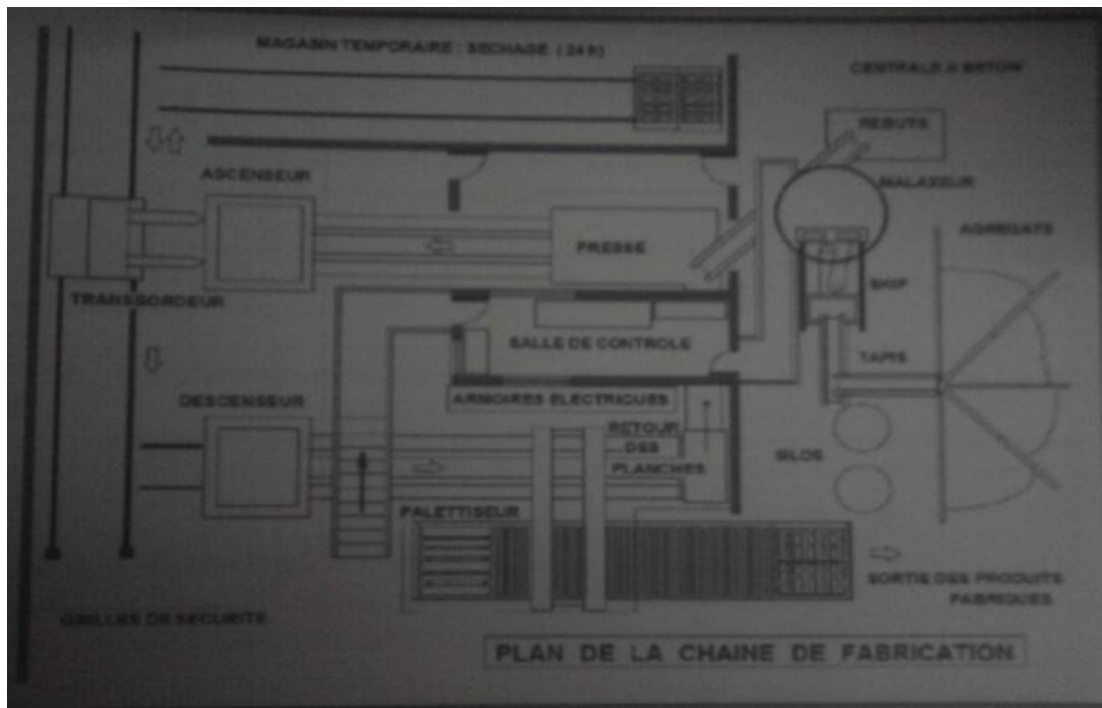 MAGASIN TEMPORAIRE : SECHAGE (24 h)
CENTRALE A BETON
REBUTS
ASCENSEUR
MALAXEUR
AGREGATS
PRESSE
TRANSBORDEUR
SKIP
SALLE DE CONTROLE
TAPIS
DESCENSEUR
ARMOIRES ELECTRIQUES
RETOUR
DES
PLANCHES
SILOS
PALETTISEUR
SORTIE DES PRODUITS
FABRIQUES
GRILLES DE SECURITE
PLAN DE LA CHAINE DE FABRICATION